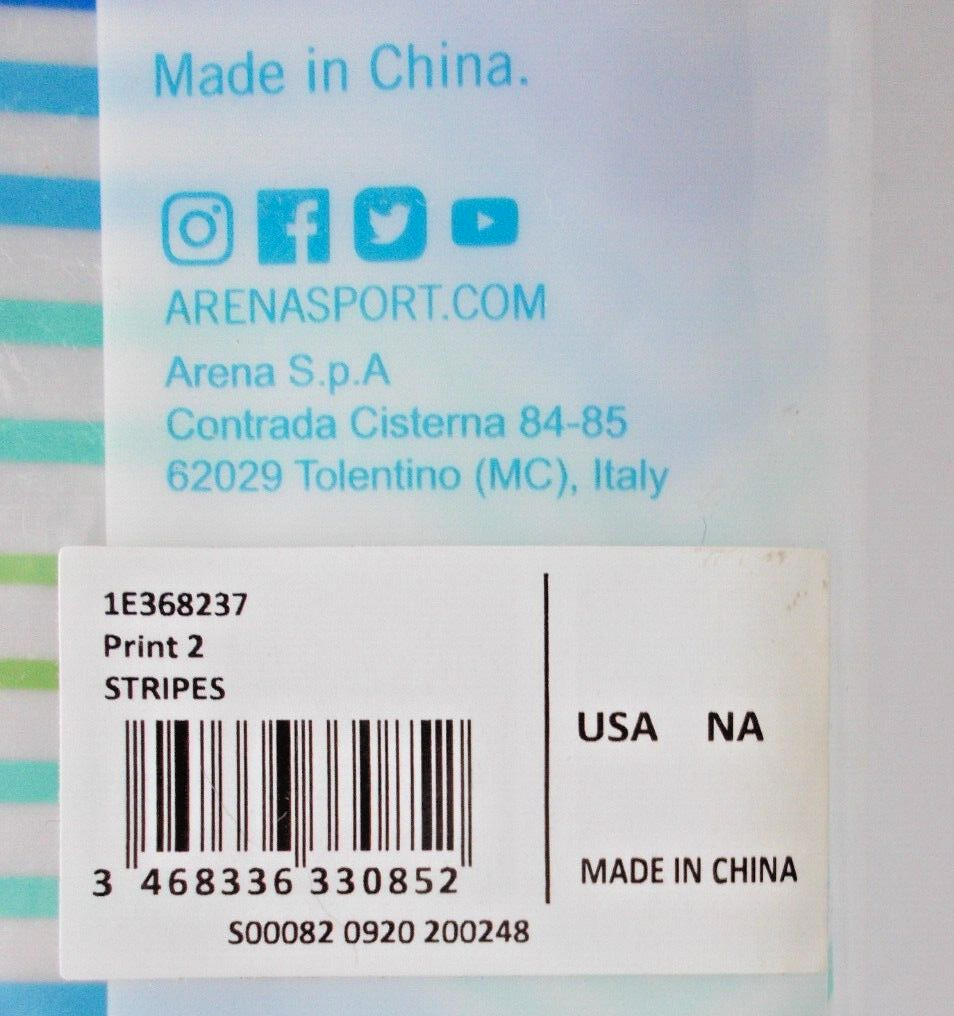 Made in China.
ARENASPORT.COM
Arena S.p.A
Contrada Cisterna 84-85
62029 Tolentino (MC), Italy
1E368237
Print 2
STRIPES
USA NA
3 468336 330852
MADE IN CHINA
S00082 0920 200248